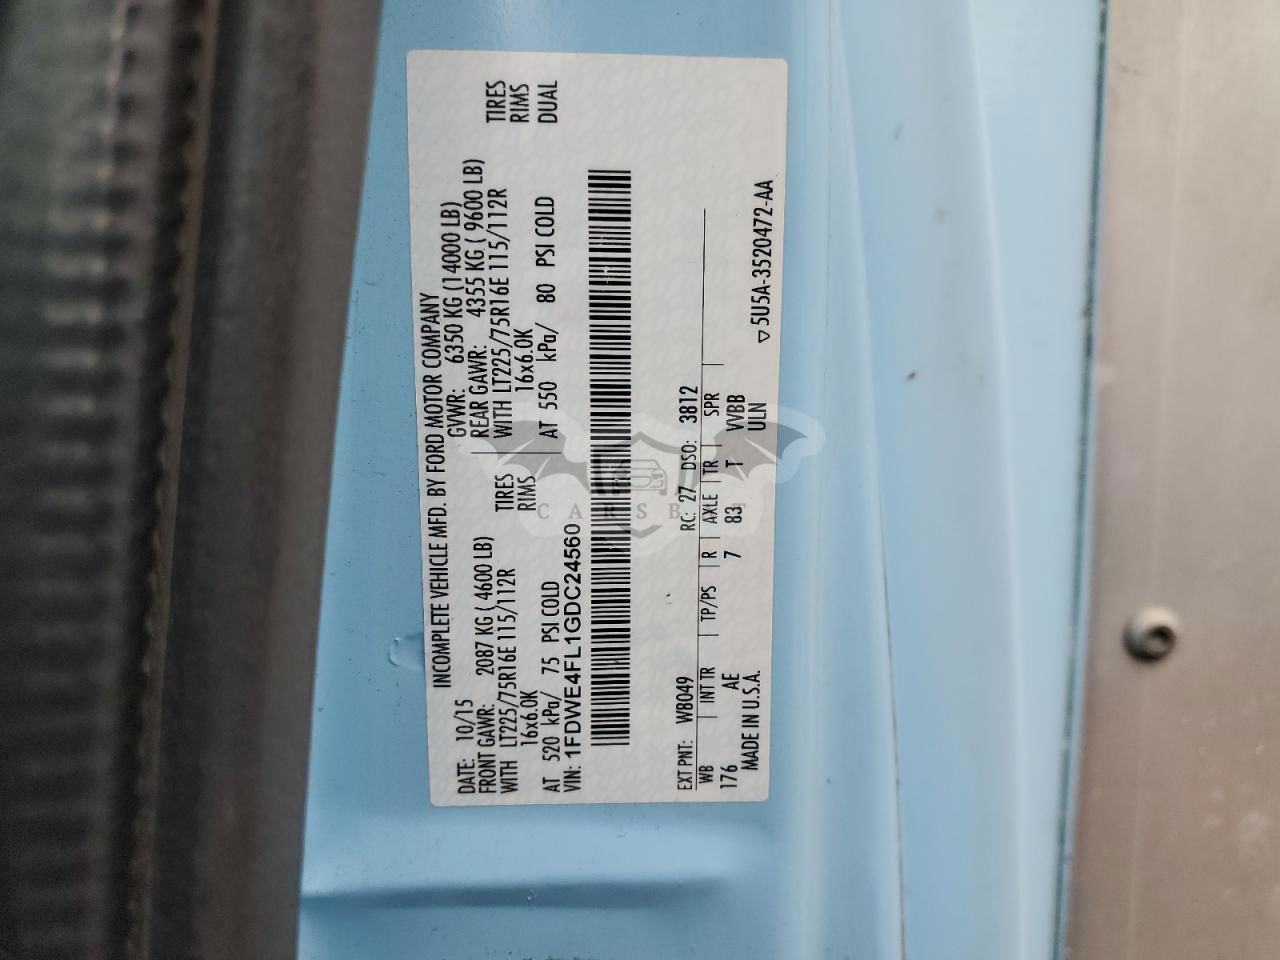 INCOMPLETE VEHICLE MFD. BY FORD MOTOR COMPANY
DATE: 10/15 GVWR: 6350 KG (14000 LB)
FRONT GAWR: 2087 KG ( 4600 LB) REAR GAWR: 4355 KG ( 9600 LB)
WITH LT225/75R16E 115/112R TIRES WITH LT225/75R16E 115/112R TIRES
16x6.0K RIMS 16x6.0K RIMS
AT 520 kPa/ 75 PSI COLD AT 550 kPa/ 80 PSI COLD DUAL
VIN: 1FDWE4FL1GDC24560
EXT PNT: W8049 RC: 27 DSO: 3812
WB INT TR TP/PS R AXLE TR SPR
176 AE 7 83 T VVBB
MADE IN U.S.A. ULN
▽5U5A-3520472-AA
CARSB T